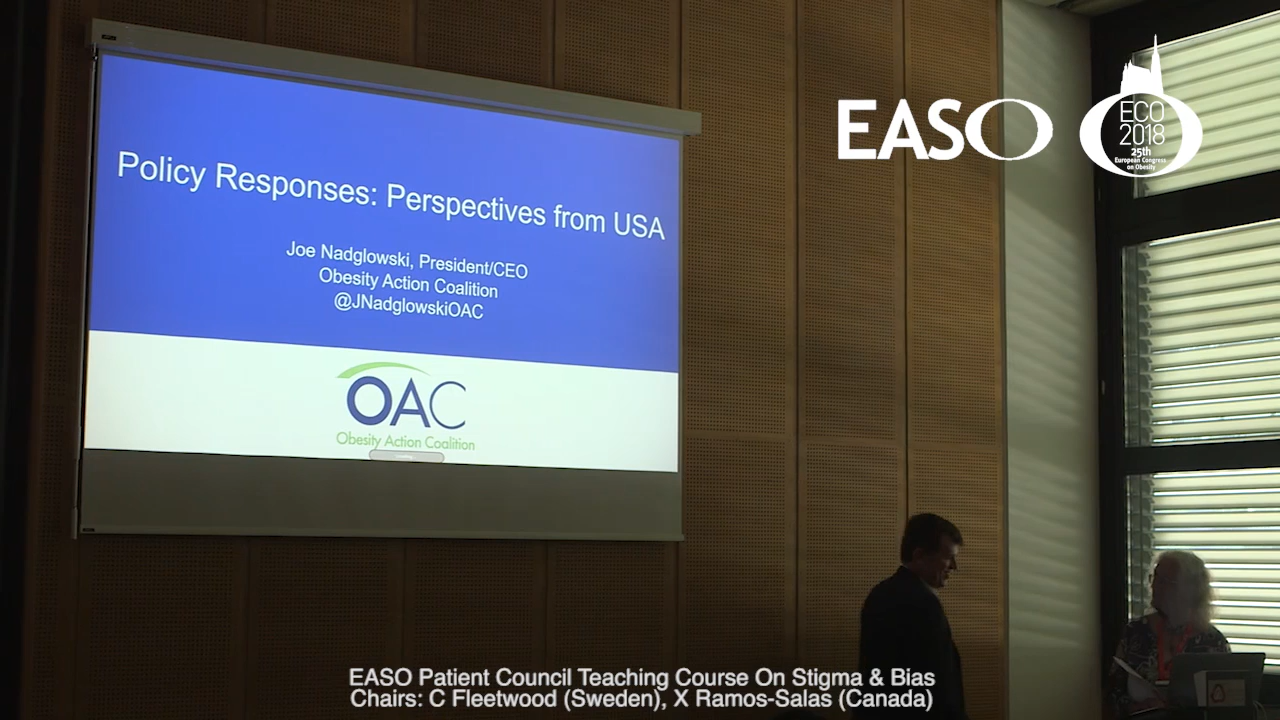 Policy Responses: Perspectives from USA
Joe Nadglowski, President/CEO
Obesity Action Coalition
@JNadglowskiOAC
OAC
Obesity Action Coalition
EASO
ECO
2018
25th
European Congress
on Obesity
EASO Patient Council Teaching Course On Stigma & Bias
Chairs: C Fleetwood (Sweden), X Ramos-Salas (Canada)